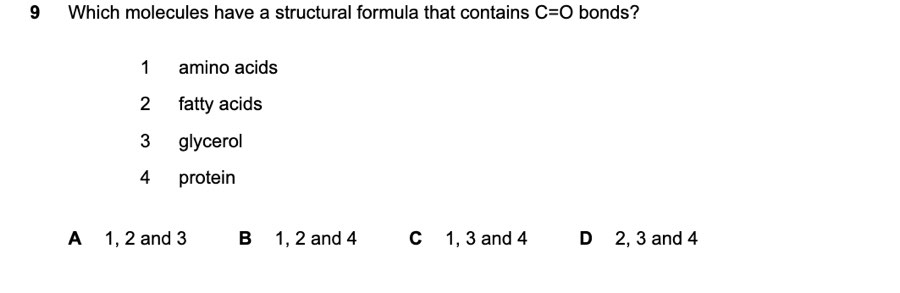 9 Which molecules have a structural formula that contains C=O bonds?
1 amino acids
2 fatty acids
3 glycerol
4 protein
A 1, 2 and 3 B 1, 2 and 4 C 1, 3 and 4 D 2, 3 and 4